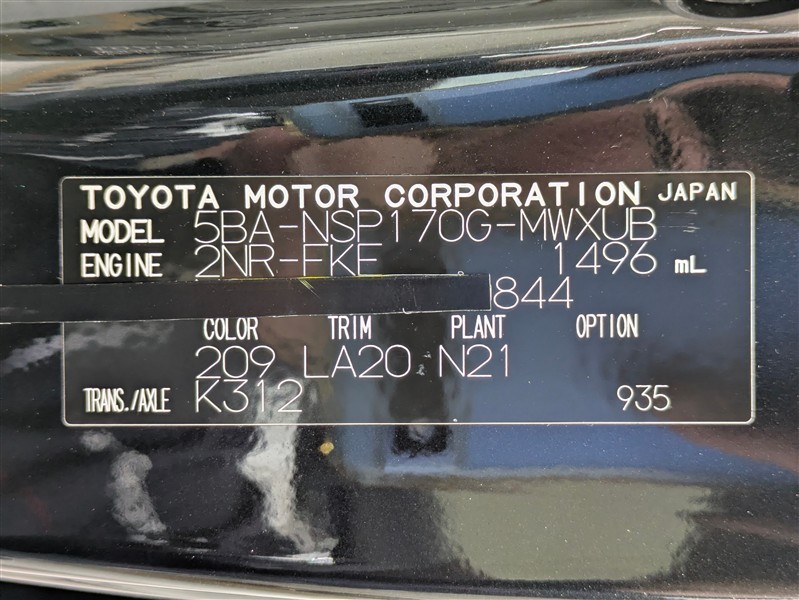 TOYOTA MOTOR CORPORATION JAPAN
MODEL 5BA-NSP170G-MWXUB
ENGINE 2NR-FKE 1496 mL
844
COLOR TRIM PLANT OPTION
209 LA20 N21
TRANS./AXLE K312 935